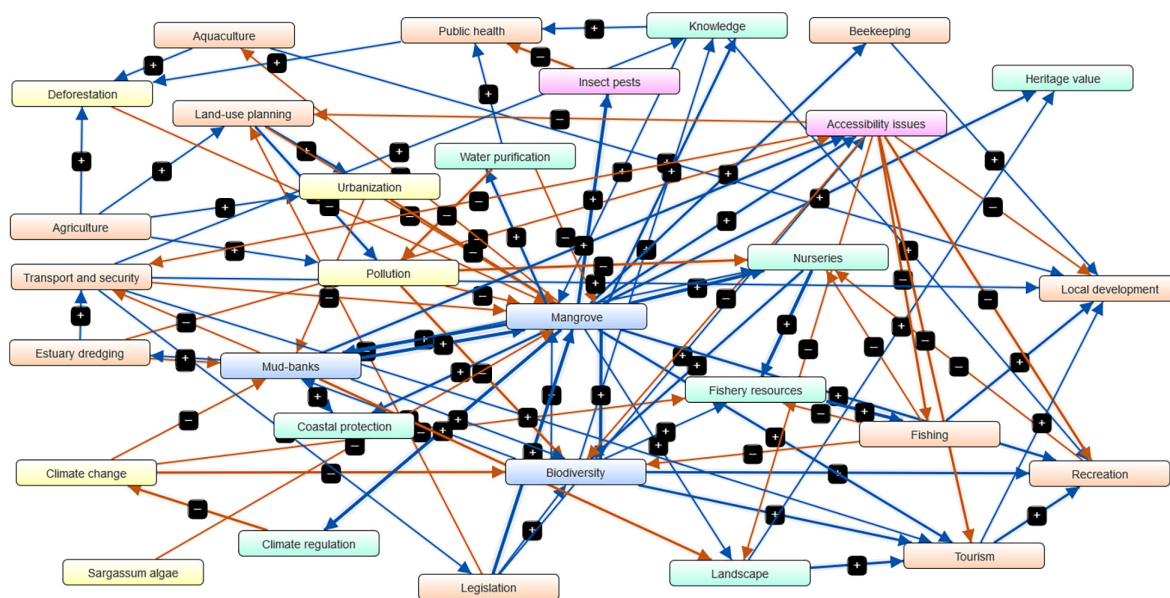 Aquaculture
Public health
Knowledge
Beekeeping
Insect pests
Heritage value
Deforestation
Land-use planning
Accessibility issues
Water purification
Urbanization
Agriculture
Nurseries
Transport and security
Pollution
Local development
Mangrove
Estuary dredging
Mud-banks
Fishery resources
Coastal protection
Fishing
Climate change
Biodiversity
Recreation
Climate regulation
Tourism
Sargassum algae
Landscape
Legislation